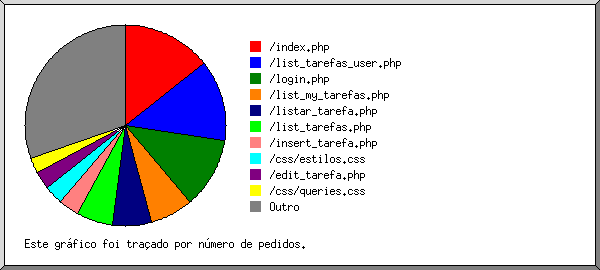 /index.php
/list_tarefas_user.php
/login.php
/list_my_tarefas.php
/listar_tarefa.php
/list_tarefas.php
/insert_tarefa.php
/css/estilos.css
/edit_tarefa.php
/css/queries.css
Outro
Este gráfico foi traçado por número de pedidos.